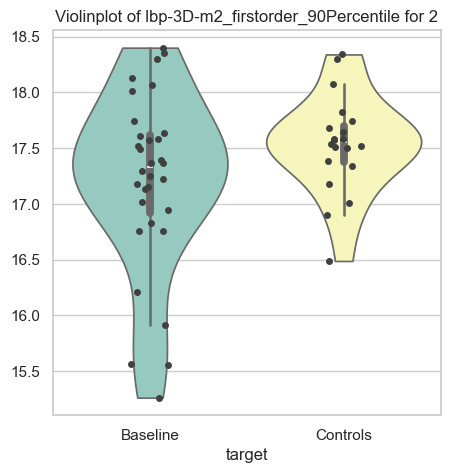 Violinplot of lbp-3D-m2_firstorder_90Percentile for 2
18.5
18.0
17.5
17.0
16.5
16.0
15.5
Baseline
Controls
target